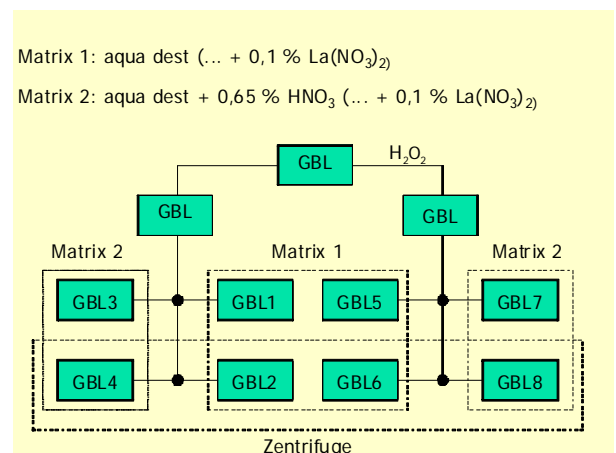 Matrix 1: aqua dest (... + 0,1 % La(NO₃)₂)
Matrix 2: aqua dest + 0,65 % HNO₃ (... + 0,1 % La(NO₃)₂)
GBL H₂O₂
GBL GBL
Matrix 2 Matrix 1 Matrix 2
GBL3 GBL1 GBL5 GBL7
GBL4 GBL2 GBL6 GBL8
Zentrifuge